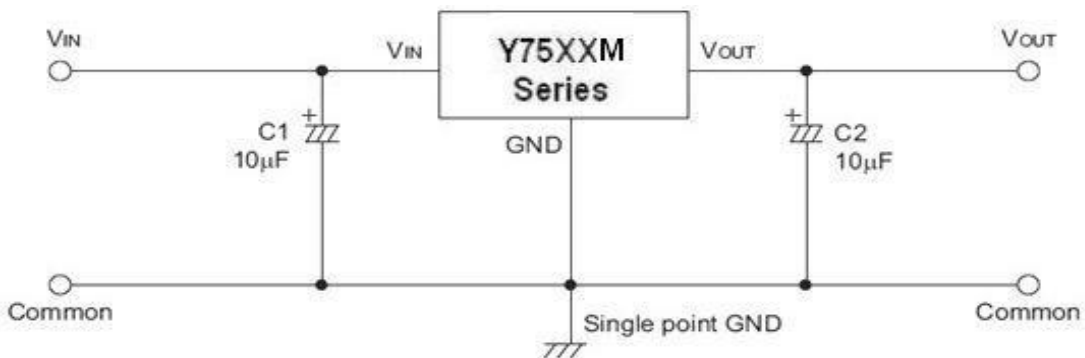 VIN
VIN
Y75XXM
Series
VOUT
VOUT
C1
10μF
GND
C2
10μF
Common
Single point GND
Common